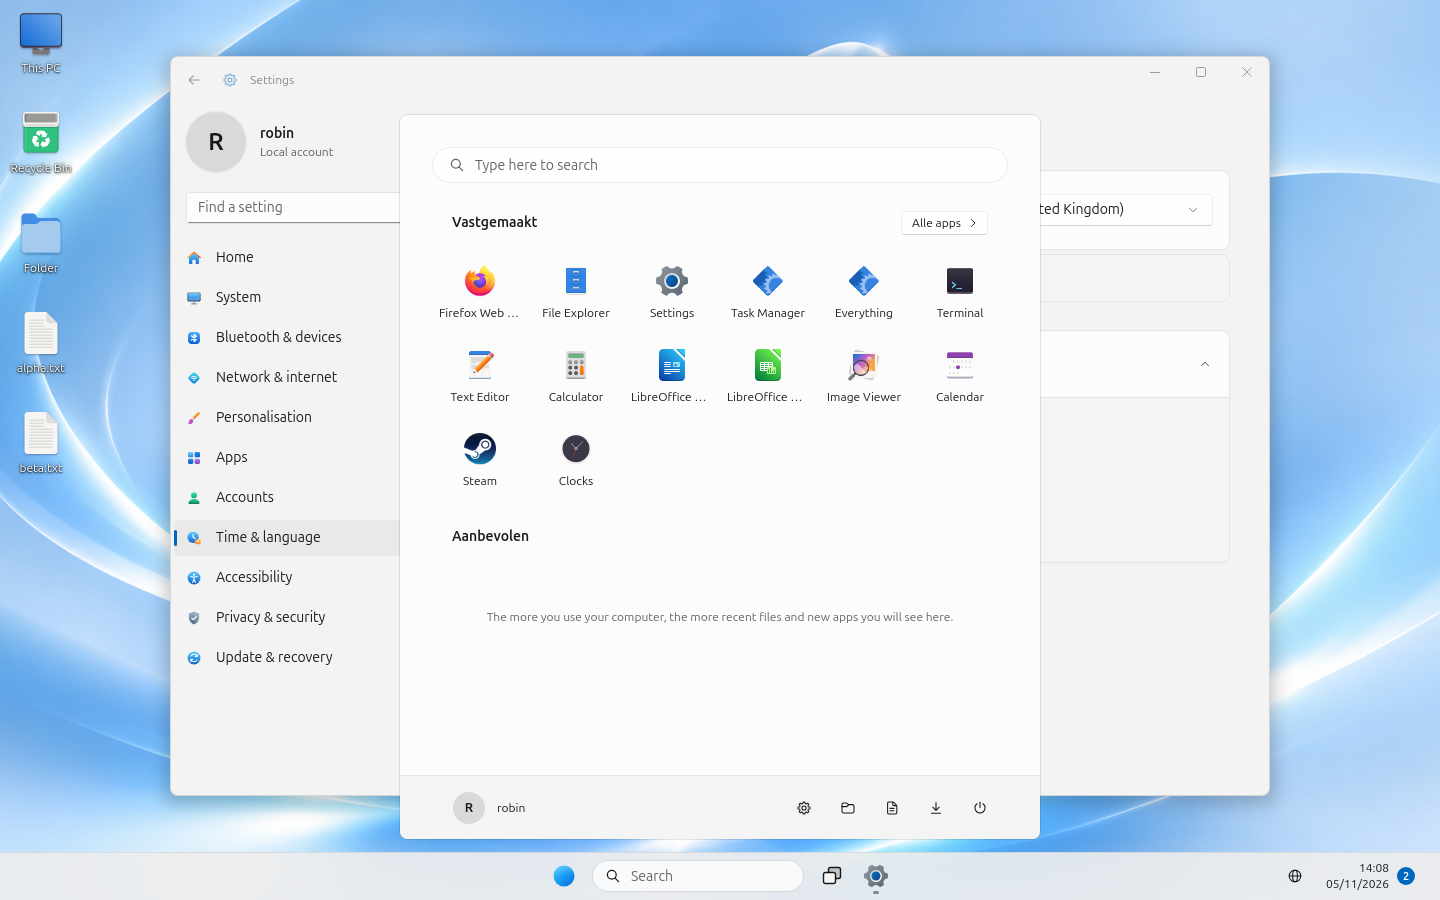 This PC
Recycle Bin
Folder
alpha.txt
beta.txt
Settings
R
robin
Local account
Find a setting
Home
System
Bluetooth & devices
Network & internet
Personalisation
Apps
Accounts
Time & language
Accessibility
Privacy & security
Update & recovery
ted Kingdom)
Type here to search
Vastgemaakt
Alle apps
Firefox Web ...
File Explorer
Settings
Task Manager
Everything
Terminal
Text Editor
Calculator
LibreOffice ...
LibreOffice ...
Image Viewer
Calendar
Steam
Clocks
Aanbevolen
The more you use your computer, the more recent files and new apps you will see here.
R
robin
Search
14:08
05/11/2026
2